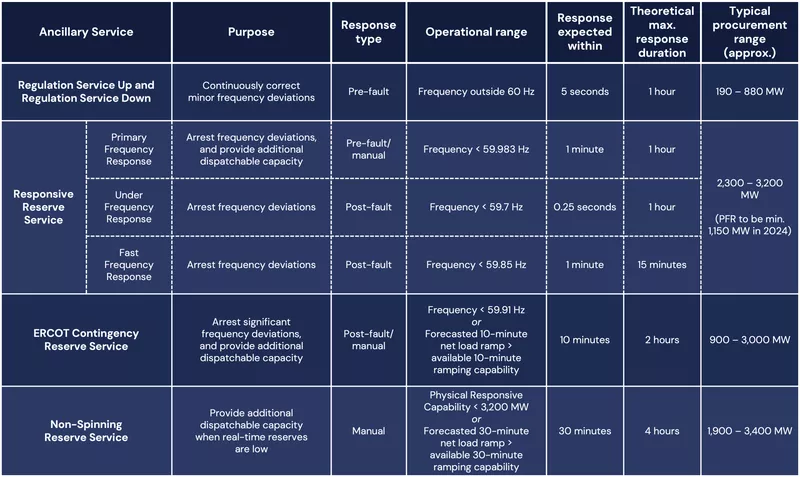 Ancillary Service
Purpose
Response
type
Operational range
Response
expected
within
Theoretical
max.
response
duration
Typical
procurement
range
(approx.)
Regulation Service Up and
Regulation Service Down
Continuously correct
minor frequency deviations
Pre-fault
Frequency outside 60 Hz
5 seconds
1 hour
190 – 880 MW
Responsive
Reserve
Service
Primary
Frequency
Response
Arrest frequency deviations,
and provide additional
dispatchable capacity
Pre-fault/
manual
Frequency < 59.983 Hz
1 minute
1 hour
Under
Frequency
Response
Arrest frequency deviations
Post-fault
Frequency < 59.7 Hz
0.25 seconds
1 hour
Fast
Frequency
Response
Arrest frequency deviations
Post-fault
Frequency < 59.85 Hz
1 minute
15 minutes
2,300 – 3,200
MW
(PFR to be min.
1,150 MW in 2024)
ERCOT Contingency
Reserve Service
Arrest significant
frequency deviations,
and provide additional
dispatchable capacity
Post-fault/
manual
Frequency < 59.91 Hz
or
Forecasted 10-minute
net load ramp >
available 10-minute
ramping capability
10 minutes
2 hours
900 – 3,000 MW
Non-Spinning
Reserve Service
Provide additional
dispatchable capacity
when real-time reserves
are low
Manual
Physical Responsive
Capability < 3,200 MW
or
Forecasted 30-minute
net load ramp >
available 30-minute
ramping capability
30 minutes
4 hours
1,900 – 3,400 MW